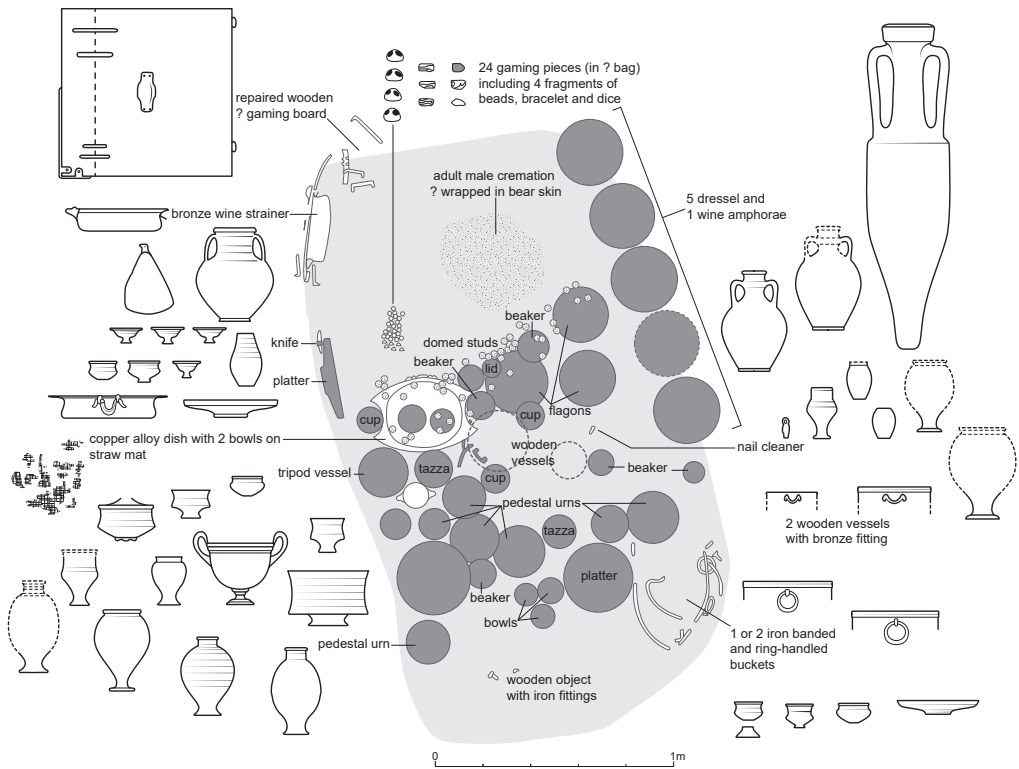 24 gaming pieces (in ? bag)
including 4 fragments of
beads, bracelet and dice
repaired wooden
? gaming board
adult male cremation
? wrapped in bear skin
5 dressel and
1 wine amphorae
bronze wine strainer
beaker
knife
domed studs
beaker
lid
platter
cup
cup
flagons
copper alloy dish with 2 bowls on
straw mat
wooden
vessels
nail cleaner
tripod vessel
tazza
cup
beaker
pedestal urns
tazza
2 wooden vessels
with bronze fitting
platter
beaker
bowls
pedestal urn
1 or 2 iron banded
and ring-handled
buckets
wooden object
with iron fittings
0
1m